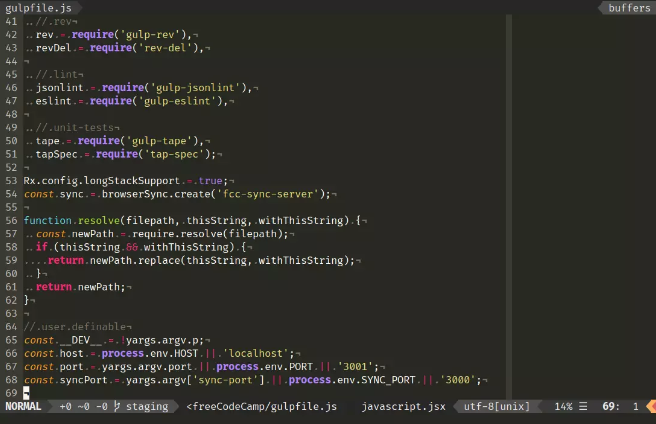 gulpfile.js buffers
41 ..//.rev¬
42 ..rev.=.require('gulp-rev'),¬
43 ..revDel.=.require('rev-del'),¬
44 ¬
45 ..//.lint¬
46 ..jsonlint.=.require('gulp-jsonlint'),¬
47 ..eslint.=.require('gulp-eslint'),¬
48 ¬
49 ..//.unit-tests¬
50 ..tape.=.require('gulp-tape'),¬
51 ..tapSpec.=.require('tap-spec');¬
52 ¬
53 Rx.config.longStackSupport.=.true;¬
54 const.sync.=.browserSync.create('fcc-sync-server');¬
55 ¬
56 function.resolve(filepath,.thisString,.withThisString).{¬
57 ..const.newPath.=.require.resolve(filepath);¬
58 ..if.(thisString.&&.withThisString).{¬
59 ....return.newPath.replace(thisString,.withThisString);¬
60 ..}¬
61 ..return.newPath;¬
62 }¬
63 ¬
64 //.user.definable¬
65 const.__DEV__.=.!yargs.argv.p;¬
66 const.host.=.process.env.HOST.||.'localhost';¬
67 const.port.=.yargs.argv.port.||.process.env.PORT.||.'3001';¬
68 const.syncPort.=.yargs.argv['sync-port'].||.process.env.SYNC_PORT.||.'3000';¬
69 ¬
NORMAL +0 ~0 -0 staging <freeCodeCamp/gulpfile.js javascript.jsx utf-8[unix] 14% ☰ 69: 1